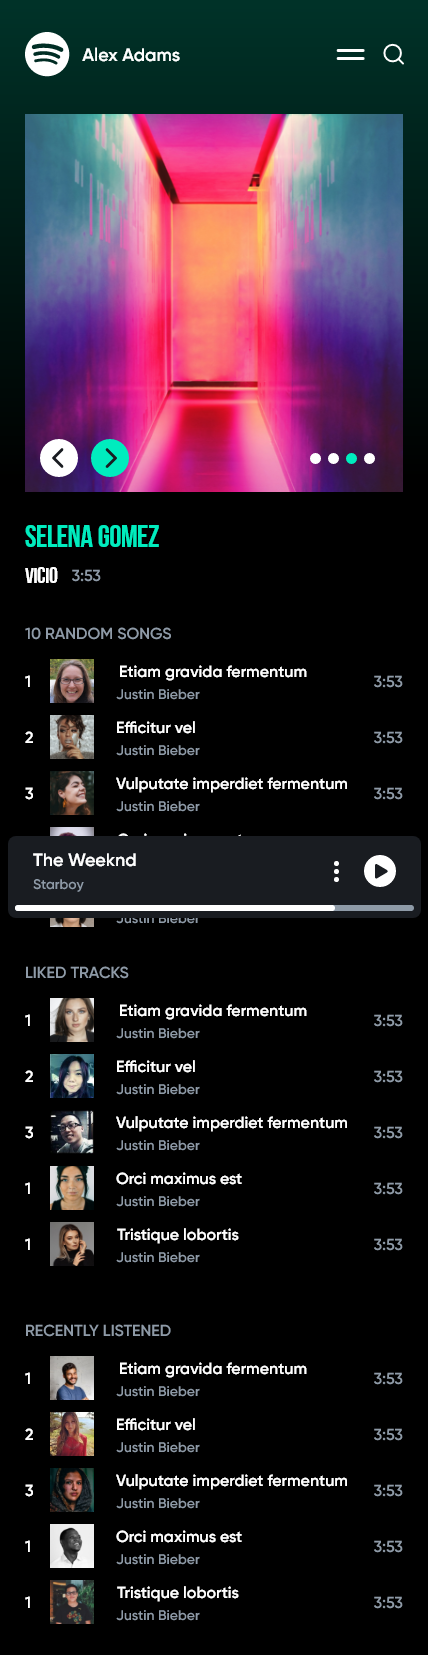 Alex Adams
SELENA GOMEZ
VICIO 3:53
10 RANDOM SONGS
1 Etiam gravida fermentum 3:53
Justin Bieber
2 Efficitur vel 3:53
Justin Bieber
3 Vulputate imperdiet fermentum 3:53
Justin Bieber
The Weeknd
Starboy
Justin Bieber
LIKED TRACKS
1 Etiam gravida fermentum 3:53
Justin Bieber
2 Efficitur vel 3:53
Justin Bieber
3 Vulputate imperdiet fermentum 3:53
Justin Bieber
1 Orci maximus est 3:53
Justin Bieber
1 Tristique lobortis 3:53
Justin Bieber
RECENTLY LISTENED
1 Etiam gravida fermentum 3:53
Justin Bieber
2 Efficitur vel 3:53
Justin Bieber
3 Vulputate imperdiet fermentum 3:53
Justin Bieber
1 Orci maximus est 3:53
Justin Bieber
1 Tristique lobortis 3:53
Justin Bieber